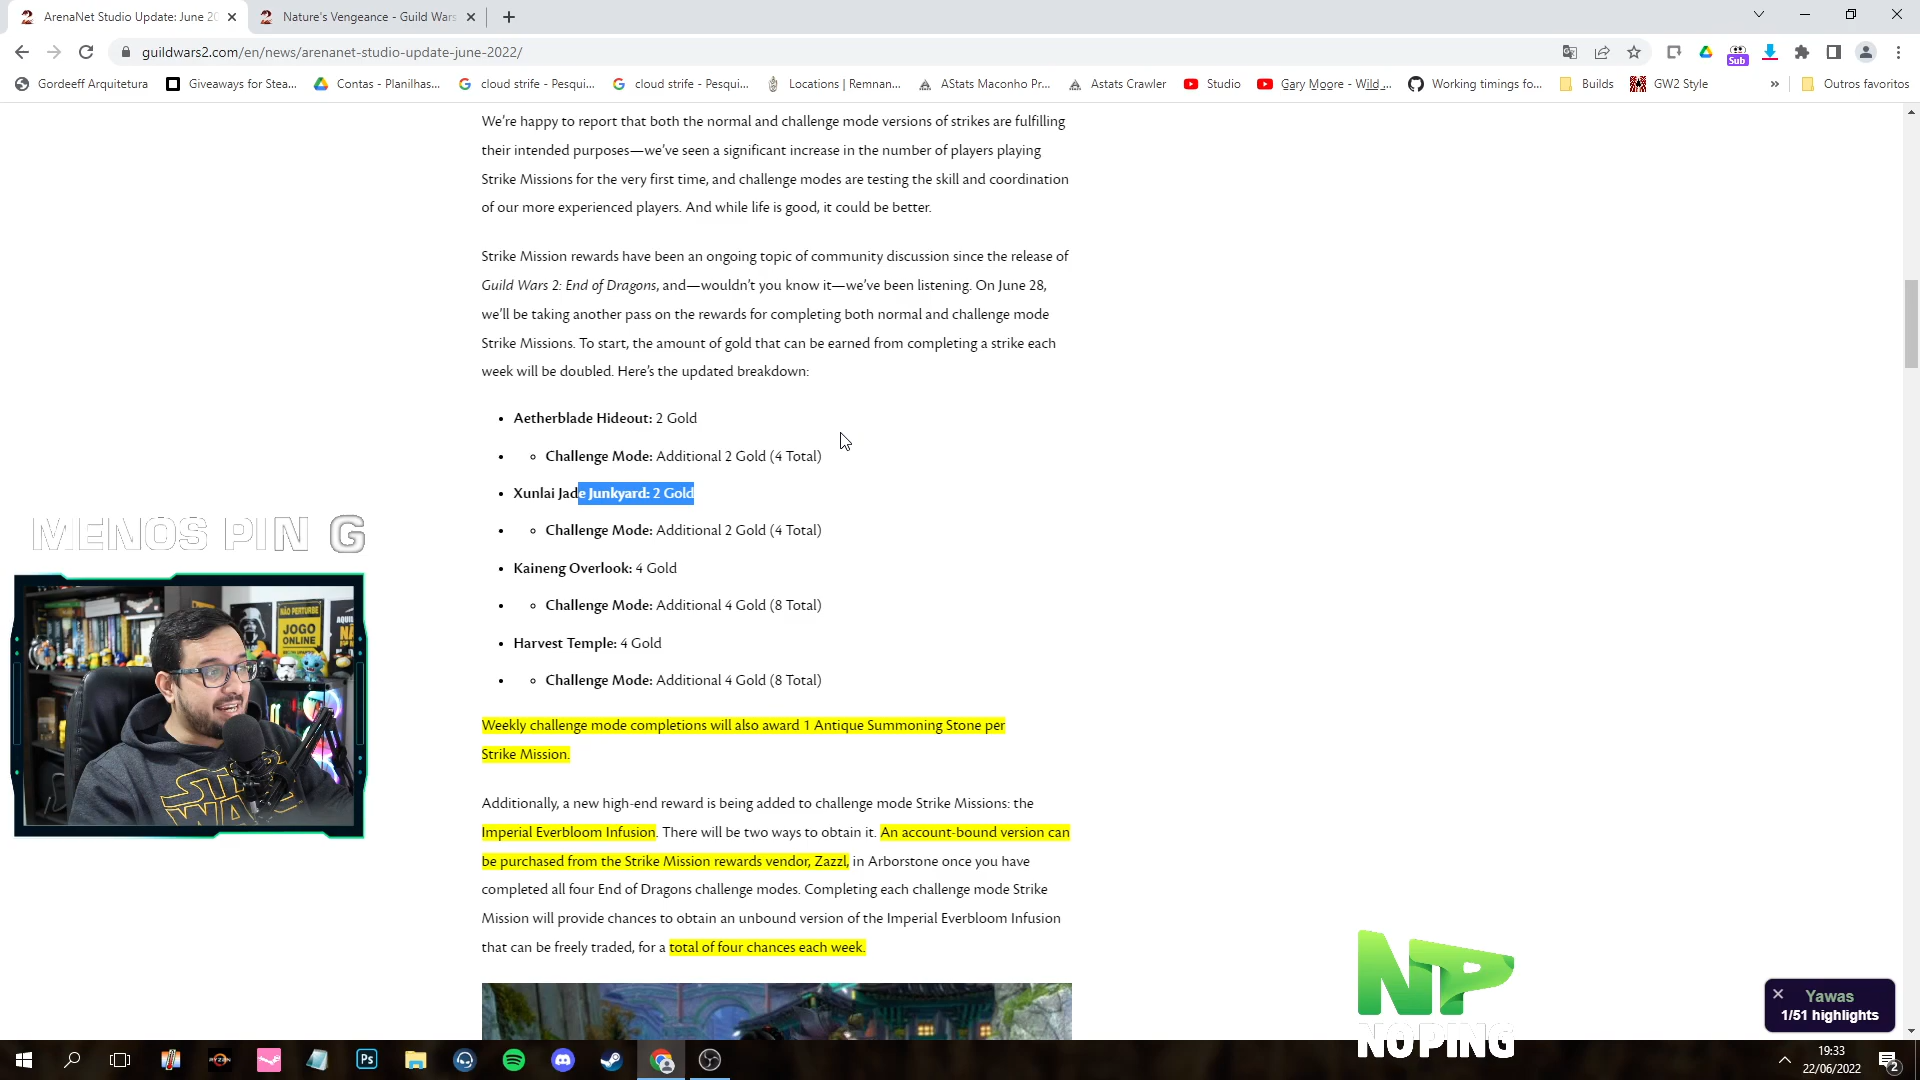 ArenaNet Studio Update: June 20
Nature's Vengeance - Guild Wars
guildwars2.com/en/news/arenanet-studio-update-june-2022/
Sub
Gordeeff Arquitetura
Giveaways for Stea...
Contas - Planilhas...
cloud strife - Pesqui...
cloud strife - Pesqui...
Locations | Remnan...
AStats Maconho Pr...
Astats Crawler
Studio
Gary Moore - Wild ...
Working timings fo...
Builds
GW2 Style
»
Outros favoritos
We're happy to report that both the normal and challenge mode versions of strikes are fulfilling
their intended purposes—we've seen a significant increase in the number of players playing
Strike Missions for the very first time, and challenge modes are testing the skill and coordination
of our more experienced players. And while life is good, it could be better.
Strike Mission rewards have been an ongoing topic of community discussion since the release of
Guild Wars 2: End of Dragons, and—wouldn't you know it—we've been listening. On June 28,
we'll be taking another pass on the rewards for completing both normal and challenge mode
Strike Missions. To start, the amount of gold that can be earned from completing a strike each
week will be doubled. Here's the updated breakdown:
Aetherblade Hideout: 2 Gold
Challenge Mode: Additional 2 Gold (4 Total)
Xunlai Jade Junkyard: 2 Gold
Challenge Mode: Additional 2 Gold (4 Total)
Kaineng Overlook: 4 Gold
Challenge Mode: Additional 4 Gold (8 Total)
Harvest Temple: 4 Gold
Challenge Mode: Additional 4 Gold (8 Total)
Weekly challenge mode completions will also award 1 Antique Summoning Stone per
Strike Mission.
Additionally, a new high-end reward is being added to challenge mode Strike Missions: the
Imperial Everbloom Infusion. There will be two ways to obtain it. An account-bound version can
be purchased from the Strike Mission rewards vendor, Zazzl, in Arborstone once you have
completed all four End of Dragons challenge modes. Completing each challenge mode Strike
Mission will provide chances to obtain an unbound version of the Imperial Everbloom Infusion
that can be freely traded, for a total of four chances each week.
MENOS PIN G
NÃO PERTURBE
JOGO
ONLINE
STAR
WAR
NP
NOPING
Yawas
1/51 highlights
Ps
19:33
22/06/2022
2